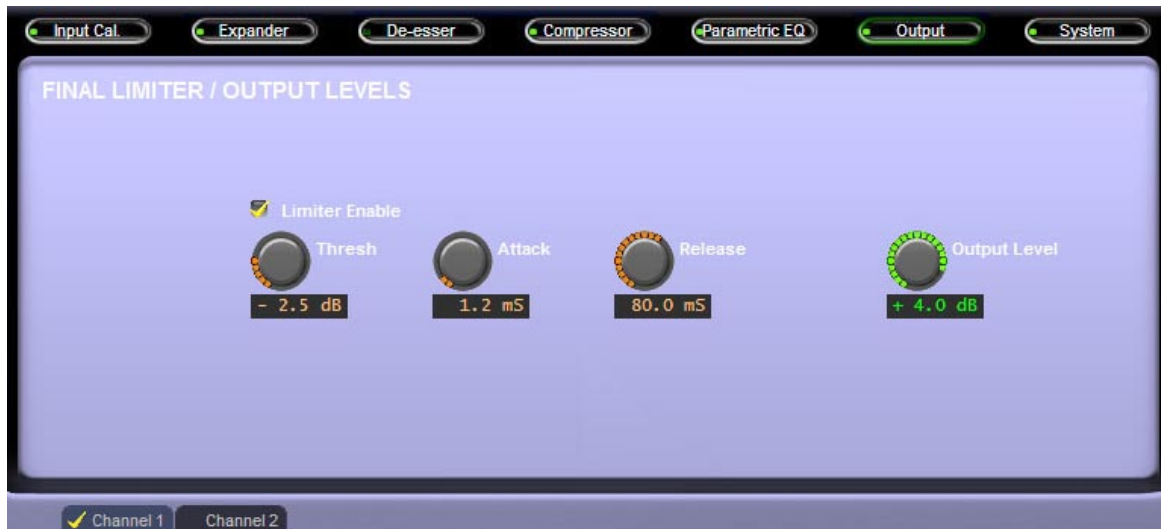 Input Cal. Expander De-esser Compressor Parametric EQ Output System
FINAL LIMITER / OUTPUT LEVELS
Limiter Enable
Thresh Attack Release Output Level
- 2.5 dB 1.2 mS 80.0 mS + 4.0 dB
Channel 1 Channel 2